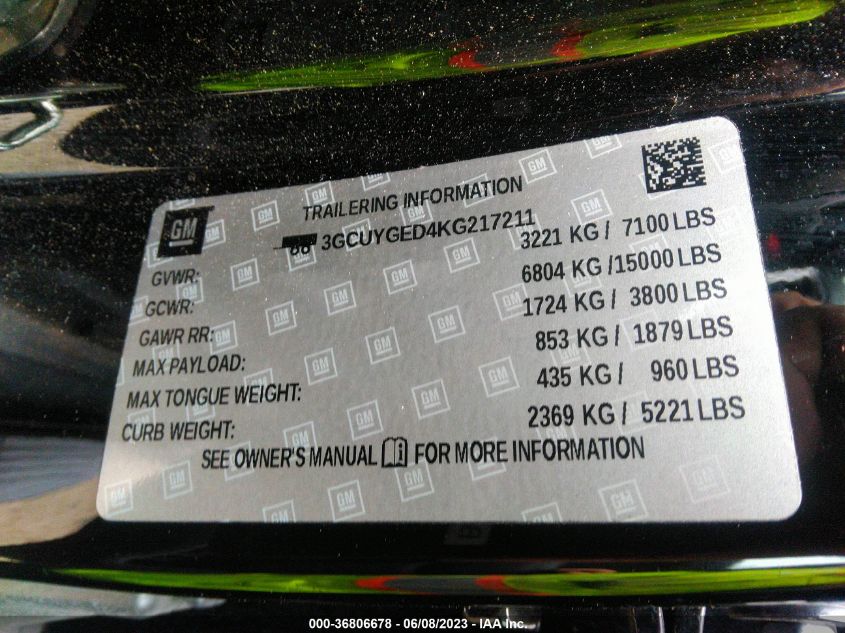 GM
TRAILERING INFORMATION
3GCUYGED4KG217211
GVWR: 3221 KG / 7100 LBS
GCWR: 6804 KG / 15000 LBS
GAWR RR: 1724 KG / 3800 LBS
MAX PAYLOAD: 853 KG / 1879 LBS
MAX TONGUE WEIGHT: 435 KG / 960 LBS
CURB WEIGHT: 2369 KG / 5221 LBS
SEE OWNER'S MANUAL FOR MORE INFORMATION
000-36806678 - 06/08/2023 - IAA Inc.